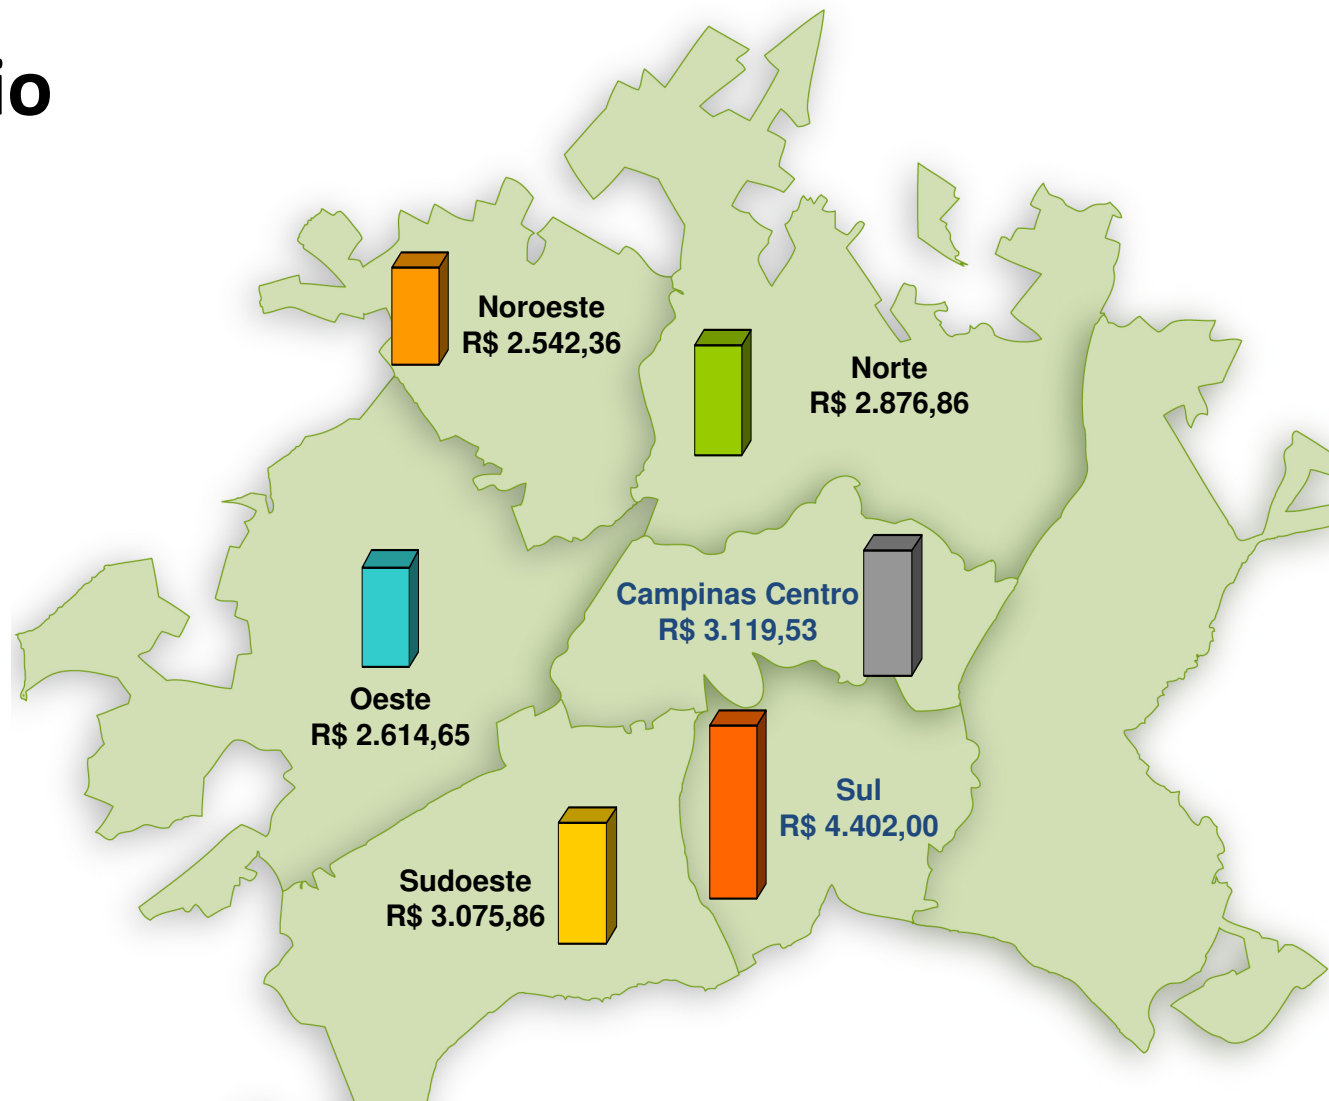 io
Noroeste
R$ 2.542,36
Norte
R$ 2.876,86
Campinas Centro
R$ 3.119,53
Oeste
R$ 2.614,65
Sul
R$ 4.402,00
Sudoeste
R$ 3.075,86